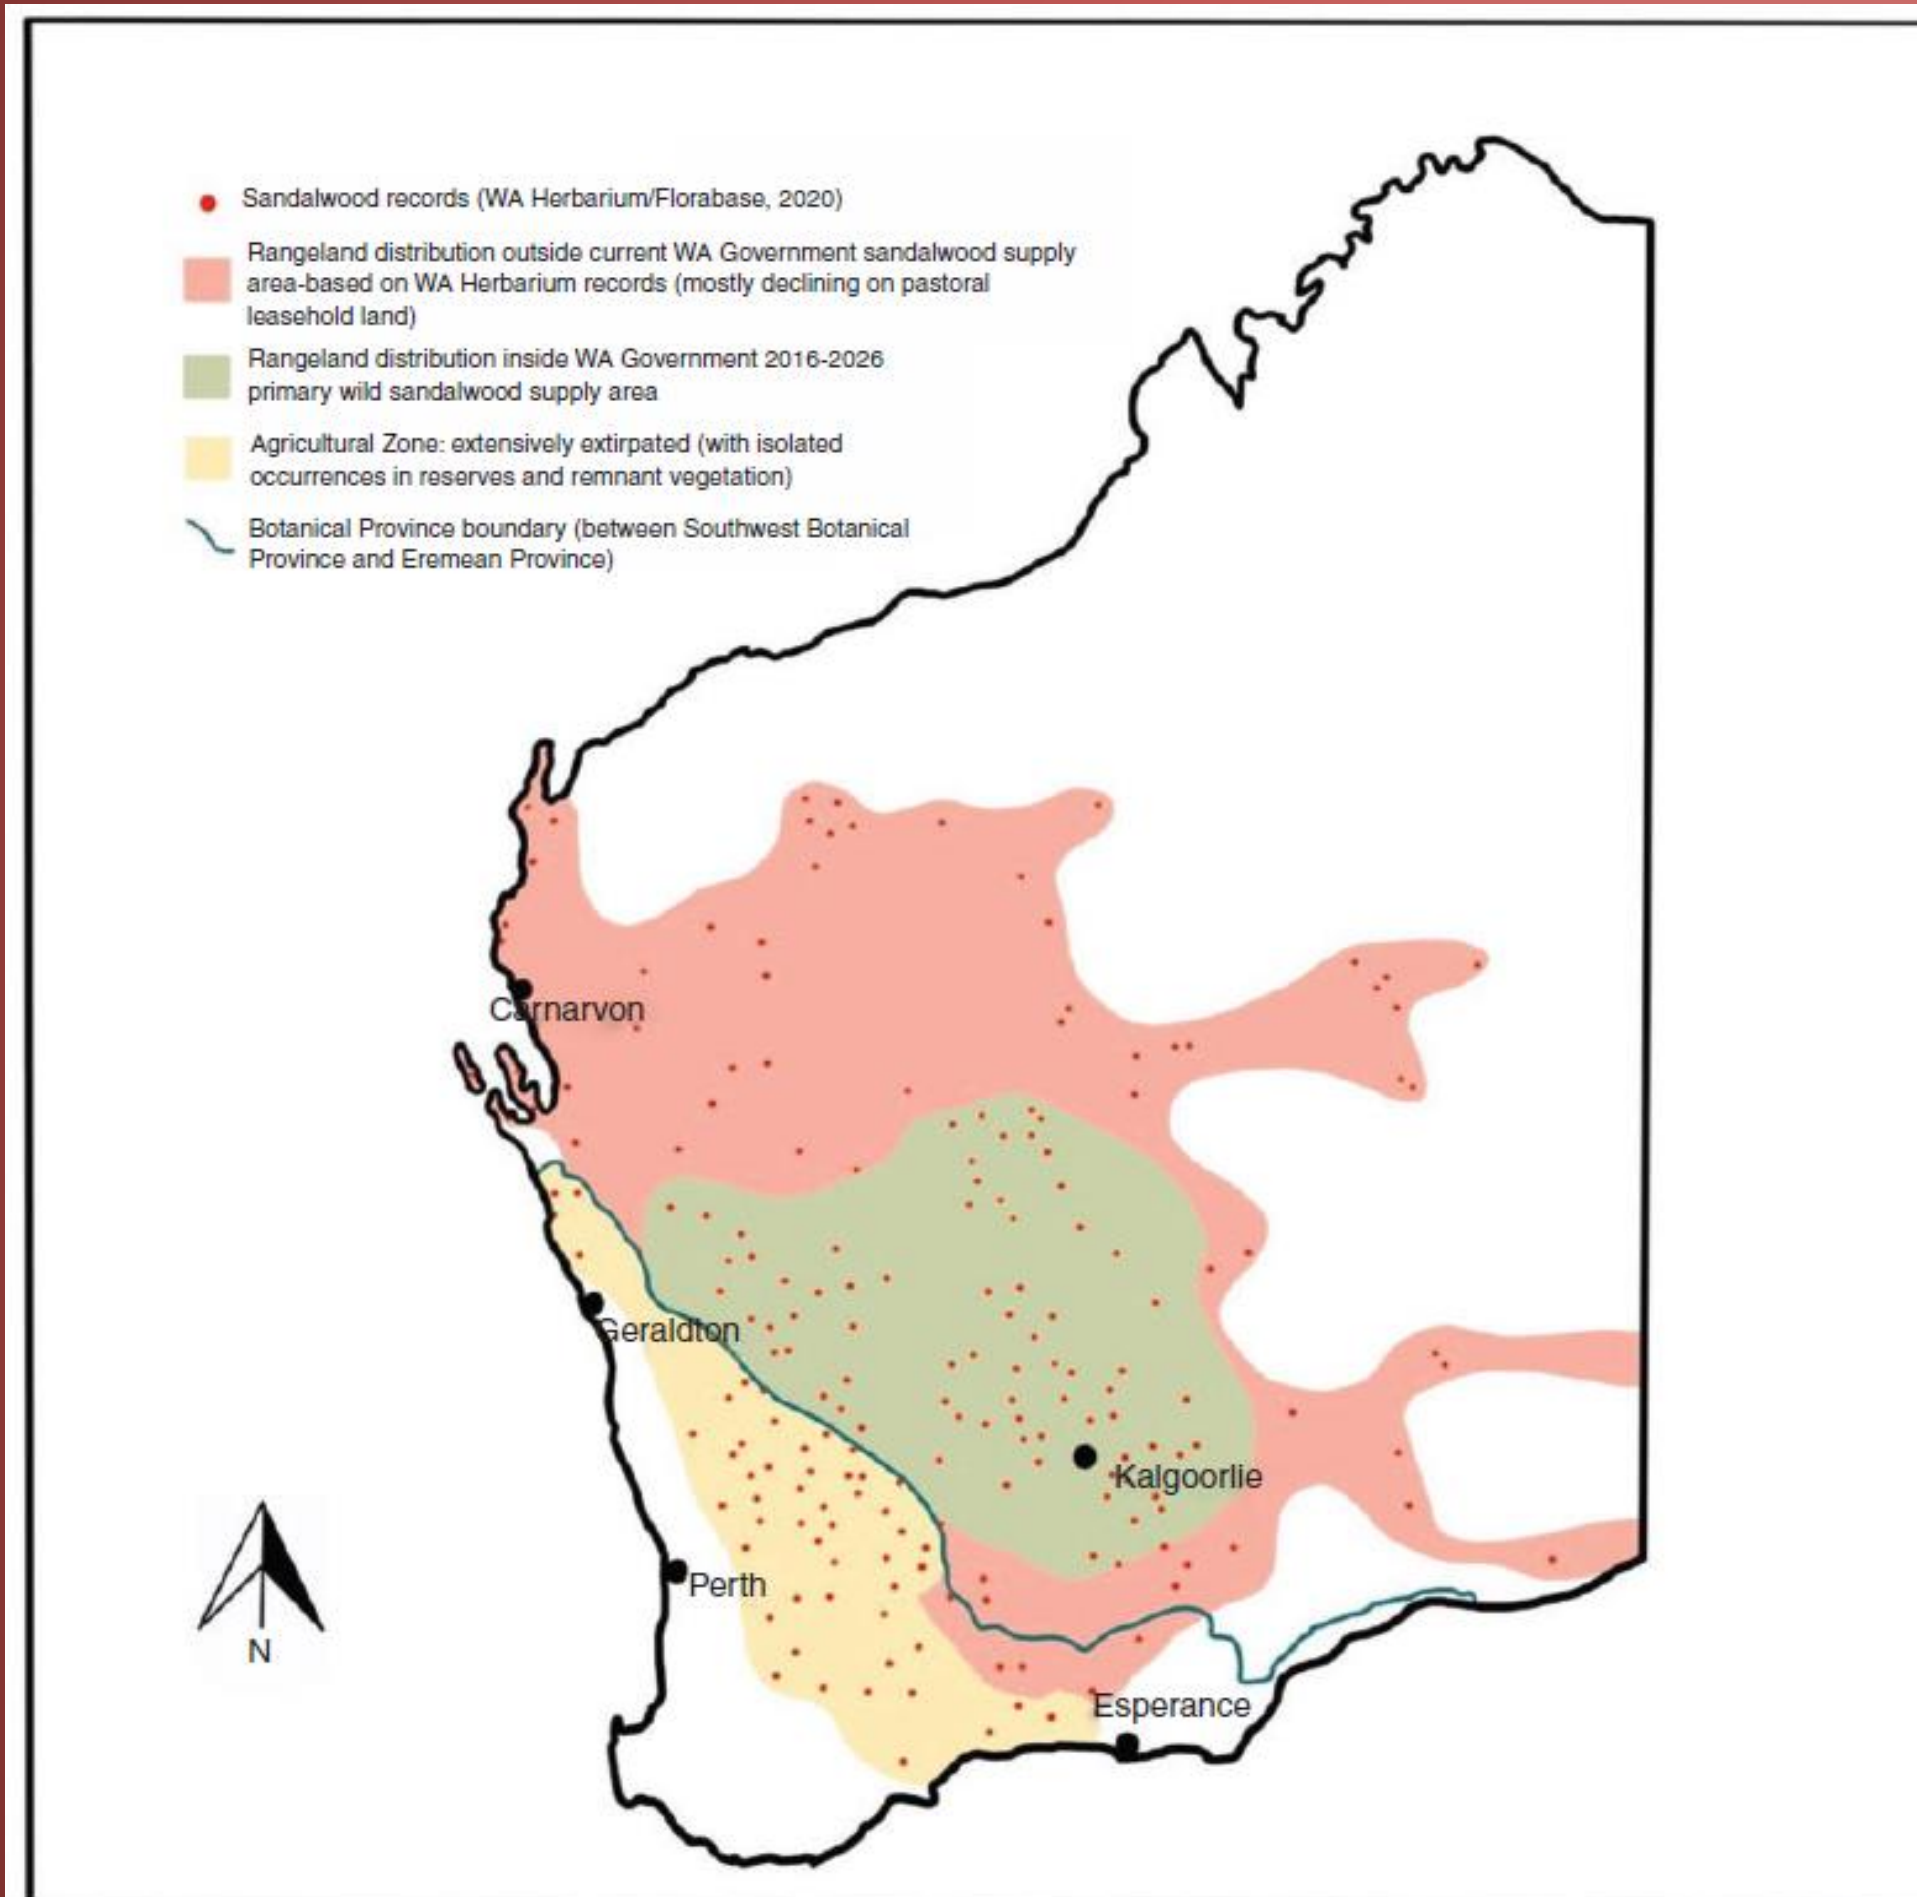 Sandalwood records (WA Herbarium/Florabase, 2020)
Rangeland distribution outside current WA Government sandalwood supply
area-based on WA Herbarium records (mostly declining on pastoral
leasehold land)
Rangeland distribution inside WA Government 2016-2026
primary wild sandalwood supply area
Agricultural Zone: extensively extirpated (with isolated
occurrences in reserves and remnant vegetation)
Botanical Province boundary (between Southwest Botanical
Province and Eremean Province)
Carnarvon
Geraldton
Kalgoorlie
Perth
N
Esperance